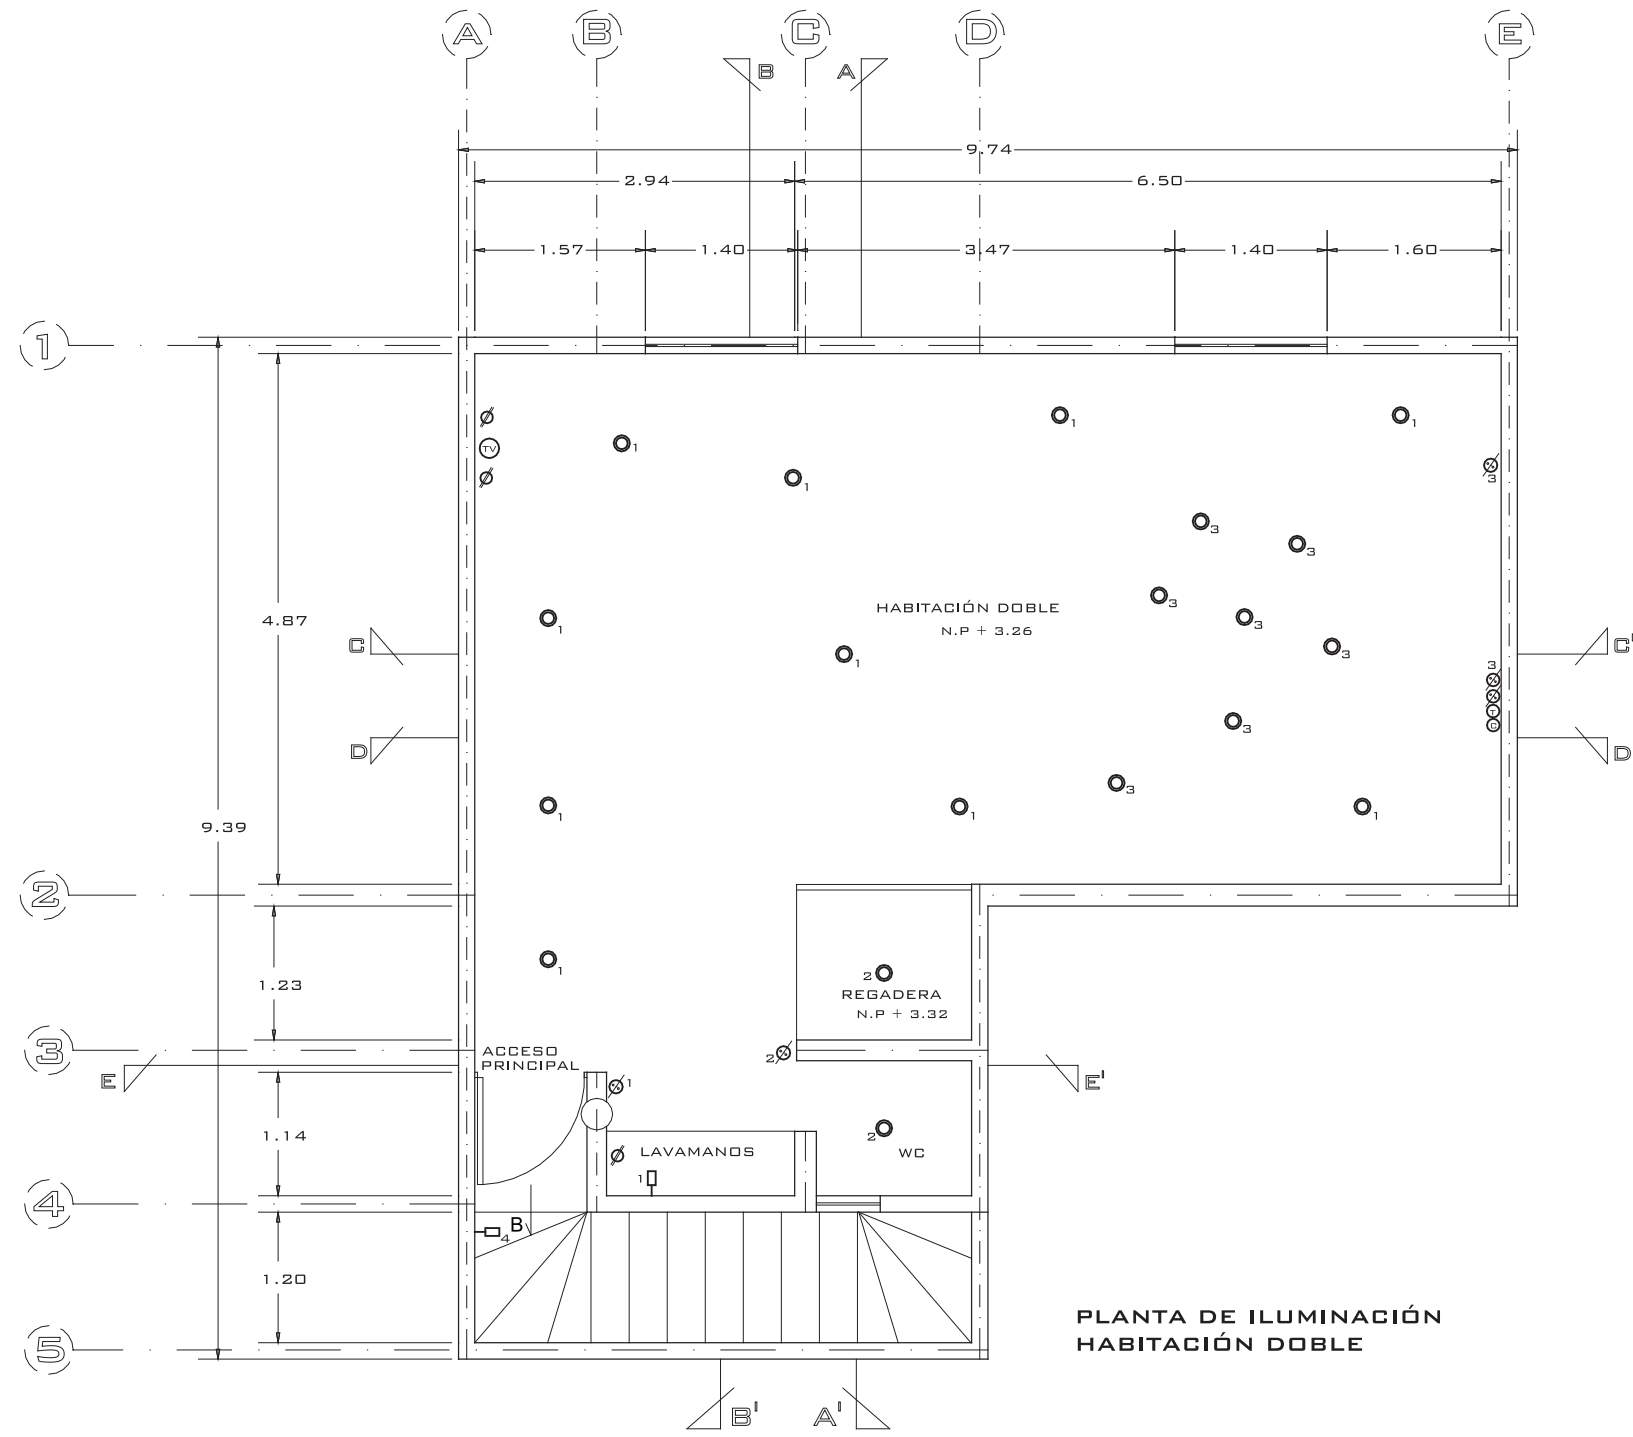 A B C D E
B A
9.74
2.94 6.50
1.57 1.40 3.47 1.40 1.60
1
1 1
1
TV
1
3
3
3
3
HABITACIÓN DOBLE
N.P + 3.26
4.87
1
3
3
C
1
C'
3
T
C
3
D
D
3
9.39
1
1
1
2
1
2
1.23
REGADERA
N.P + 3.32
3
ACCESO
PRINCIPAL
2
E
1
E'
1.14
2
LAVAMANOS
WC
1
4
B
4
1.20
PLANTA DE ILUMINACIÓN
HABITACIÓN DOBLE
5
B' A'